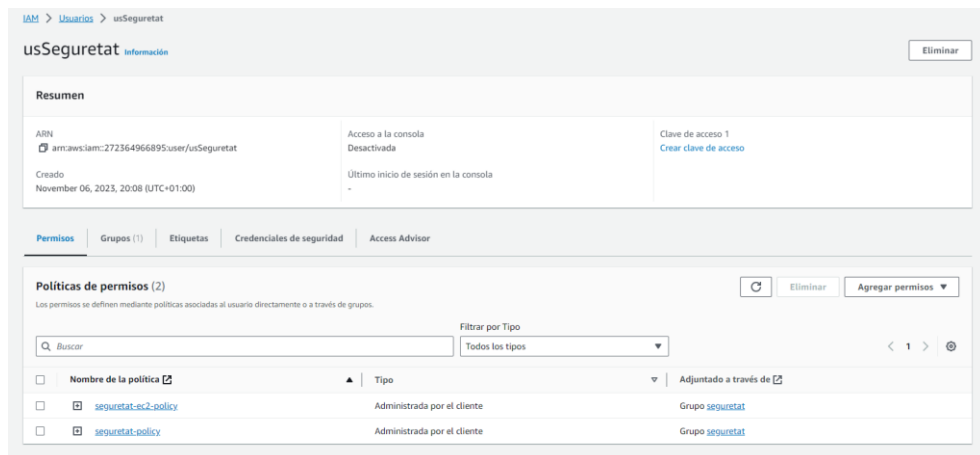 IAM > Usuarios > usSeguretat
usSeguretat Información
Eliminar
Resumen
ARN
arn:aws:iam::272364966895:user/usSeguretat
Creado
November 06, 2023, 20:08 (UTC+01:00)
Acceso a la consola
Desactivada
Último inicio de sesión en la consola
-
Clave de acceso 1
Crear clave de acceso
Permisos Grupos (1) Etiquetas Credenciales de seguridad Access Advisor
Políticas de permisos (2)
Eliminar Agregar permisos
Los permisos se definen mediante políticas asociadas al usuario directamente o a través de grupos.
Filtrar por Tipo
Buscar Todos los tipos < 1 >
Nombre de la política Tipo Adjuntado a través de
seguretat-ec2-policy Administrada por el cliente Grupo seguretat
seguretat-policy Administrada por el cliente Grupo seguretat